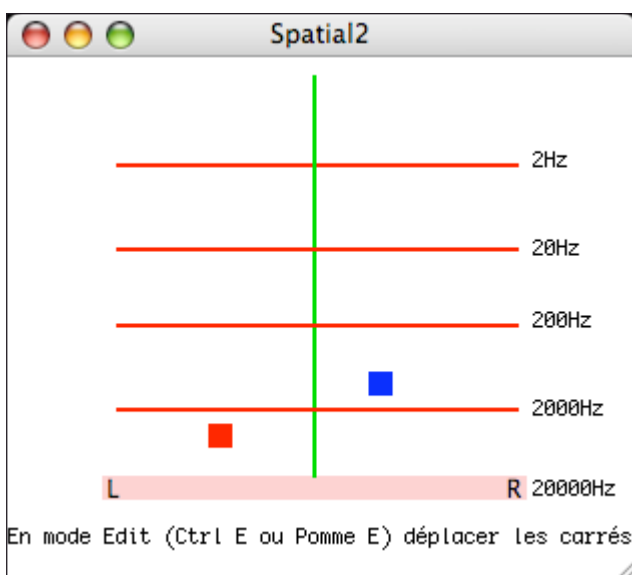 Spatial2
2Hz
20Hz
200Hz
2000Hz
L R 20000Hz
En mode Edit (Ctrl E ou Pomme E) déplacer les carrés